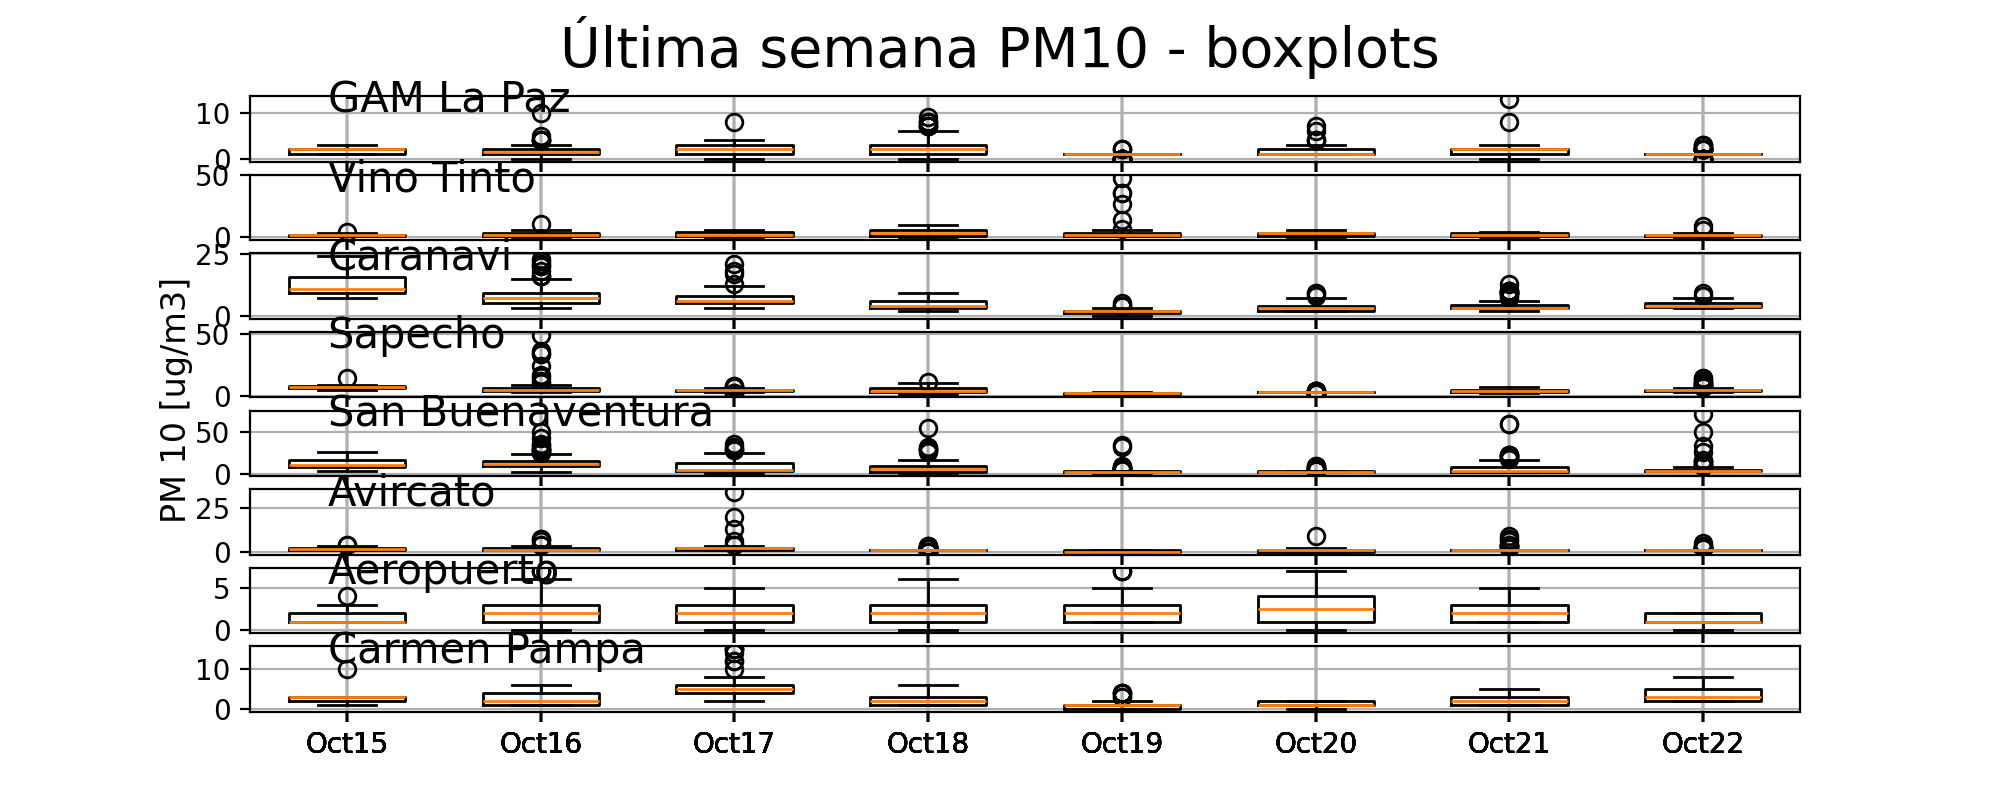 Última semana PM10 - boxplots
GAM La Paz
10
0
Vino Tinto
50
0
Caranavi
25
0
Sapecho
50
0
San Buenaventura
50
0
Avircato
25
0
Aeropuerto
5
0
Carmen Pampa
10
0
PM 10 [ug/m3]
Oct15 Oct16 Oct17 Oct18 Oct19 Oct20 Oct21 Oct22